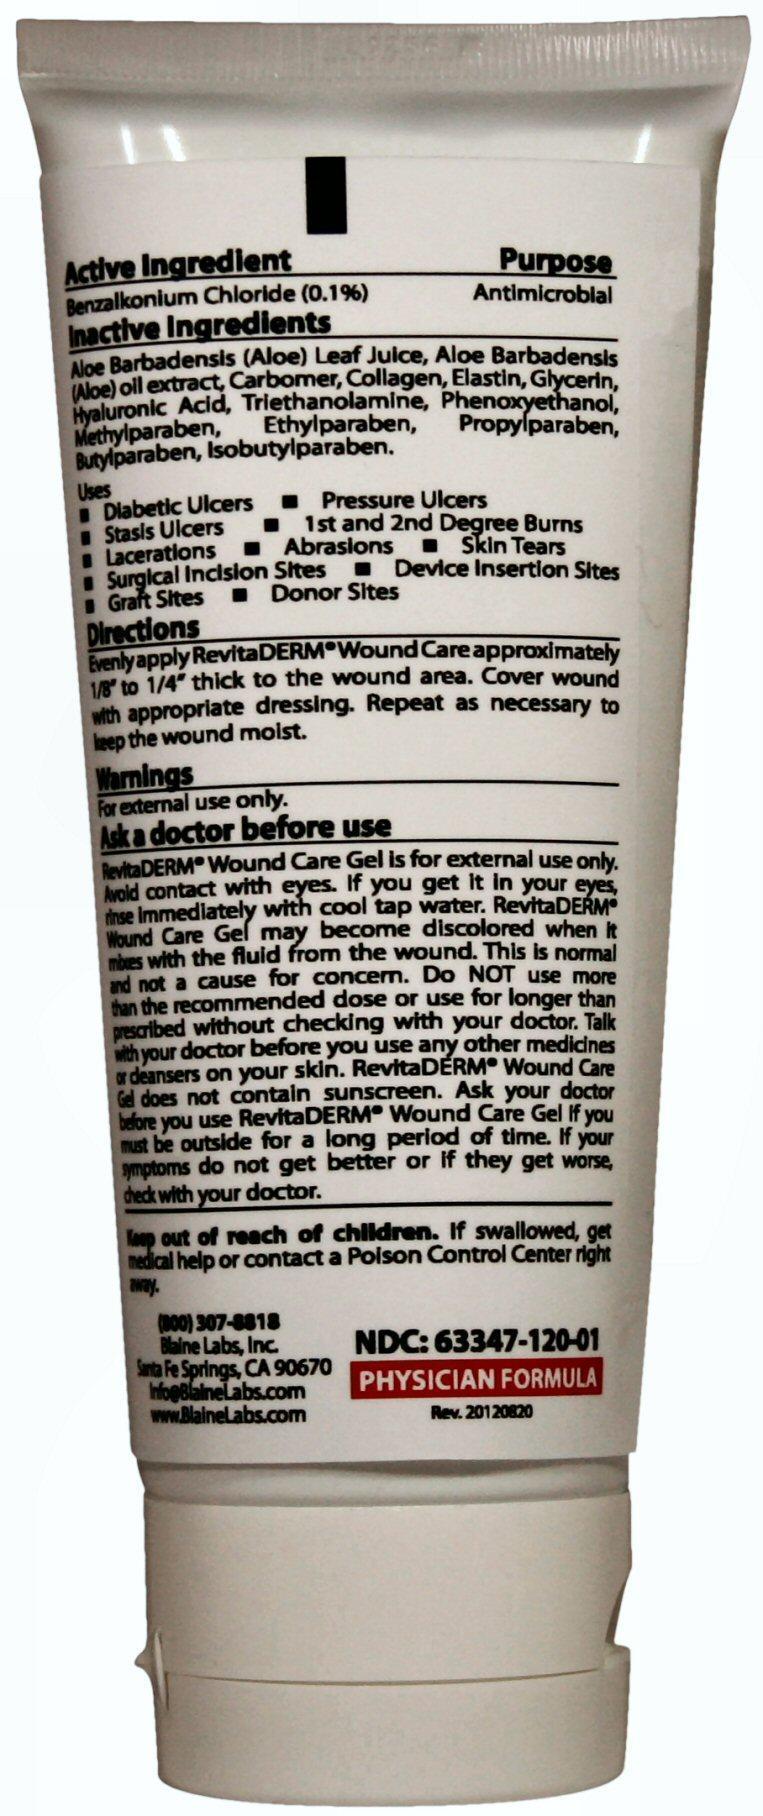 Active Ingredient Purpose
Benzalkonium Chloride (0.1%) Antimicrobial
Inactive Ingredients
Aloe Barbadensis (Aloe) Leaf Juice, Aloe Barbadensis
(Aloe) oil extract, Carbomer, Collagen, Elastin, Glycerin,
Hyaluronic Acid, Triethanolamine, Phenoxyethanol,
Methylparaben, Ethylparaben, Propylparaben,
Butylparaben, Isobutylparaben.
Uses
■ Diabetic Ulcers ■ Pressure Ulcers
■ Stasis Ulcers ■ 1st and 2nd Degree Burns
■ Lacerations ■ Abrasions ■ Skin Tears
■ Surgical Incision Sites ■ Device Insertion Sites
■ Graft Sites ■ Donor Sites
Directions
Evenly apply RevitaDERM® Wound Care approximately
1/8" to 1/4" thick to the wound area. Cover wound
with appropriate dressing. Repeat as necessary to
keep the wound moist.
Warnings
For external use only.
Ask a doctor before use
RevitaDERM® Wound Care Gel is for external use only.
Avoid contact with eyes. If you get it in your eyes,
rinse immediately with cool tap water. RevitaDERM®
Wound Care Gel may become discolored when it
mixes with the fluid from the wound. This is normal
and not a cause for concern. Do NOT use more
than the recommended dose or use for longer than
prescribed without checking with your doctor. Talk
with your doctor before you use any other medicines
or cleansers on your skin. RevitaDERM® Wound Care
Gel does not contain sunscreen. Ask your doctor
before you use RevitaDERM® Wound Care Gel if you
must be outside for a long period of time. If your
symptoms do not get better or if they get worse,
check with your doctor.
Keep out of reach of children. If swallowed, get
medical help or contact a Poison Control Center right
away.
(800) 307-8818
Blaine Labs, Inc.
Santa Fe Springs, CA 90670
Info@BlaineLabs.com
www.BlaineLabs.com
NDC: 63347-120-01
PHYSICIAN FORMULA
Rev. 20120820